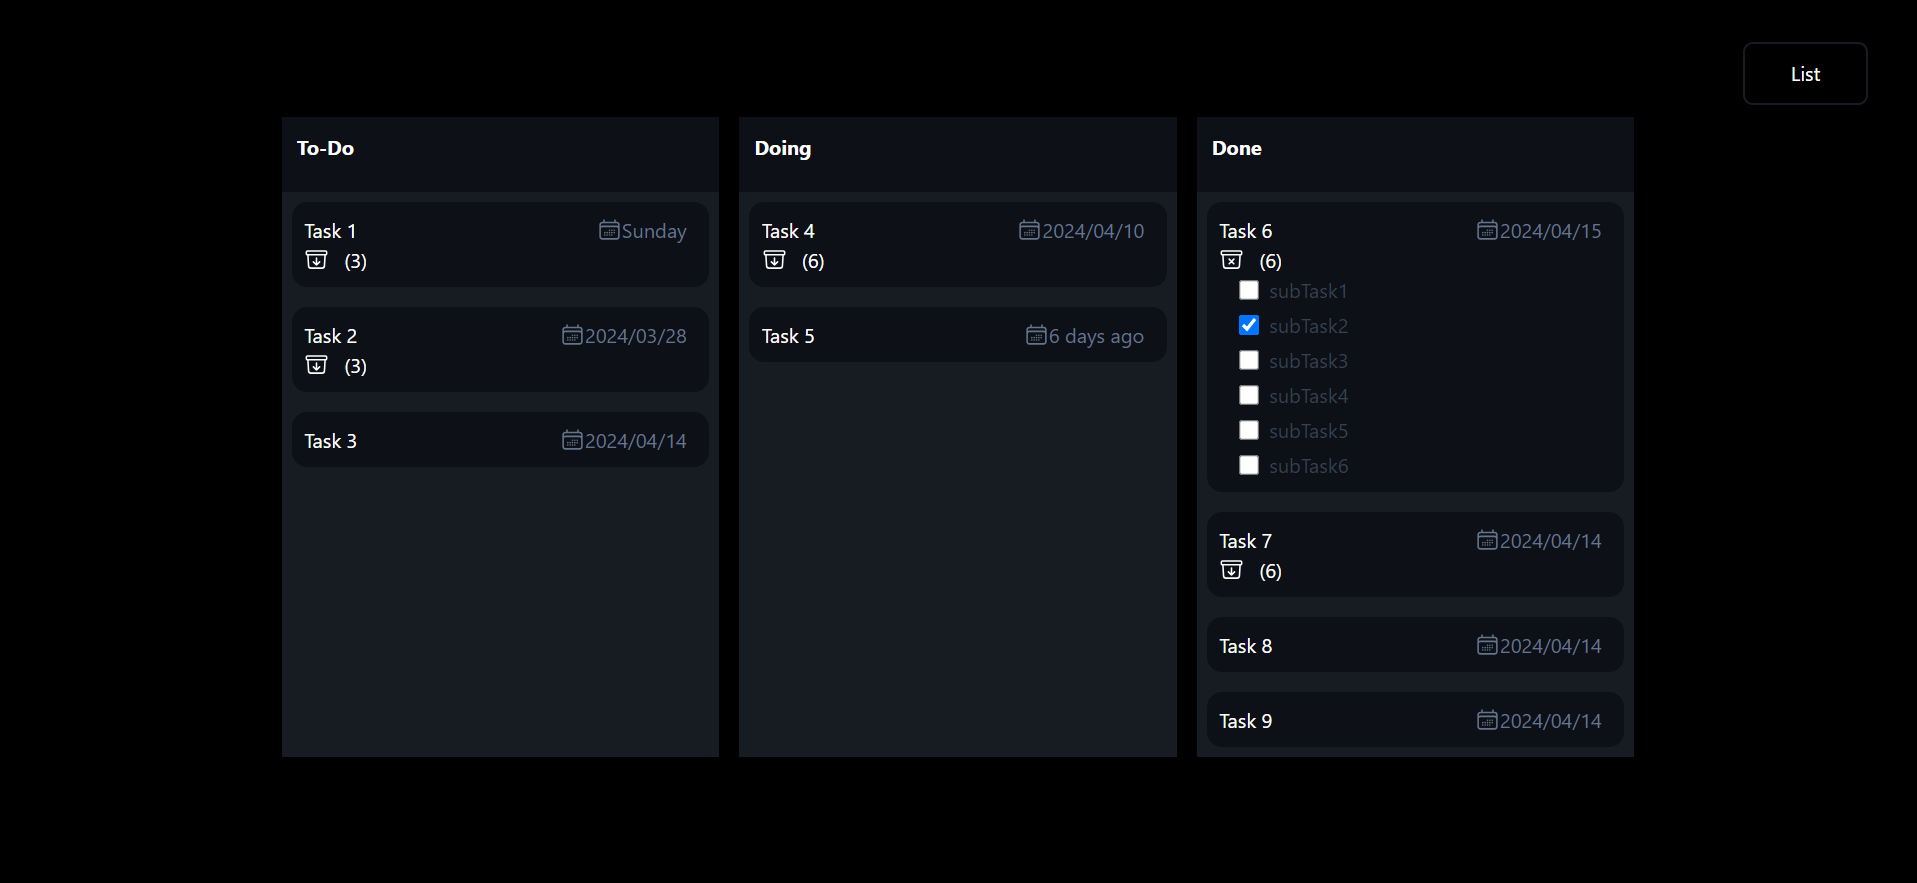 List
To-Do
Task 1 Sunday
(3)
Task 2 2024/03/28
(3)
Task 3 2024/04/14
Doing
Task 4 2024/04/10
(6)
Task 5 6 days ago
Done
Task 6 2024/04/15
(6)
subTask1
subTask2
subTask3
subTask4
subTask5
subTask6
Task 7 2024/04/14
(6)
Task 8 2024/04/14
Task 9 2024/04/14